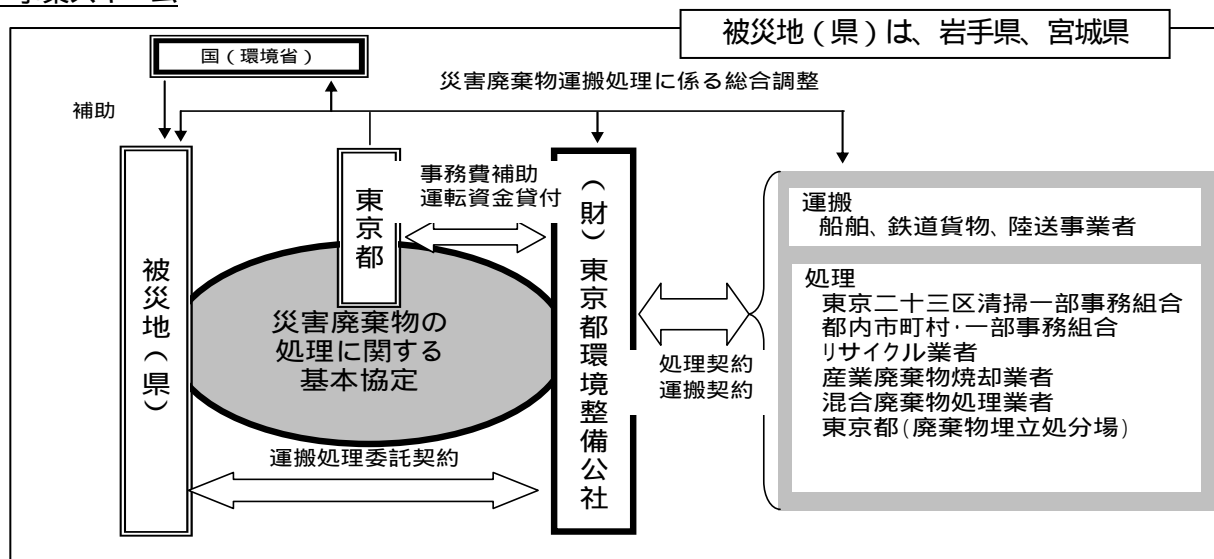 被災地(県)は、岩手県、宮城県
国(環境省)
災害廃棄物運搬処理に係る総合調整
補助
被災地(県)
東京都
事務費補助
運転資金貸付
(財)東京都環境整備公社
災害廃棄物の
処理に関する
基本協定
運搬処理委託契約
処理契約
運搬契約
運搬
船舶、鉄道貨物、陸送事業者
処理
東京二十三区清掃一部事務組合
都内市町村・一部事務組合
リサイクル業者
産業廃棄物焼却業者
混合廃棄物処理業者
東京都(廃棄物埋立処分場)